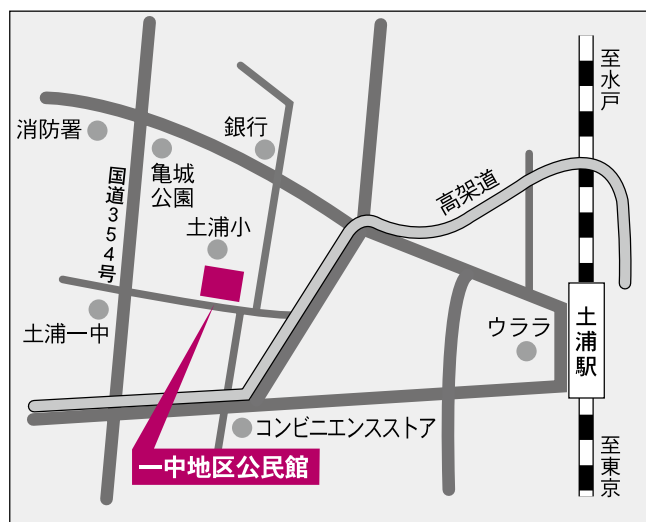 至水戸
消防署
銀行
亀城
公園
高架道
国道354号
土浦小
土浦一中
ウララ
土浦駅
コンビニエンスストア
一中地区公民館
至東京